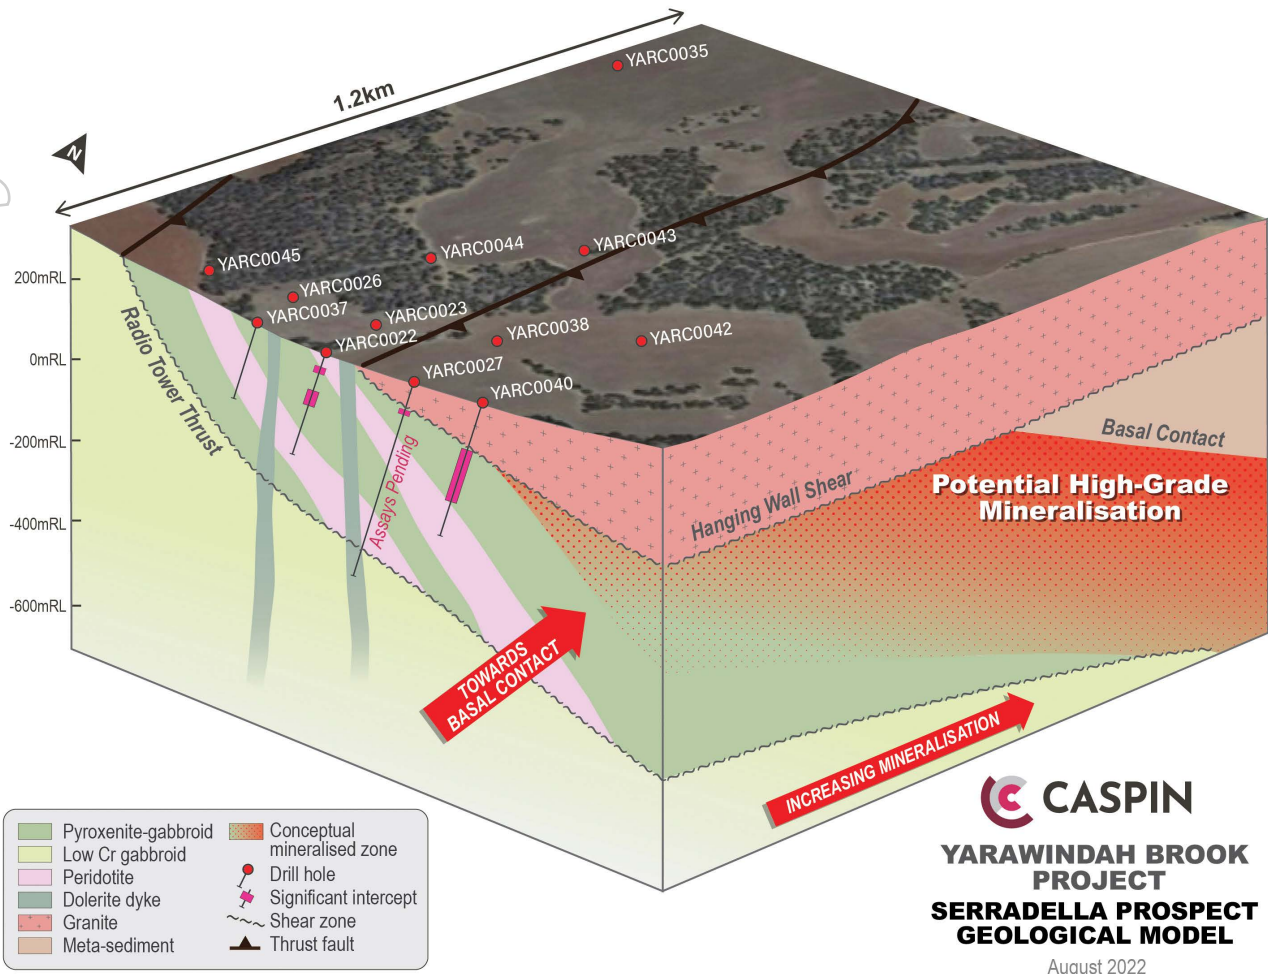 1.2km
N
YARC0035
YARC0045
YARC0044
YARC0043
YARC0026
YARC0037
YARC0023
YARC0022
YARC0038
YARC0042
YARC0027
YARC0040
200mRL
0mRL
-200mRL
-400mRL
-600mRL
Radio Tower Thrust
Assays Pending
Hanging Wall Shear
Basal Contact
Potential High-Grade
Mineralisation
TOWARDS
BASAL CONTACT
INCREASING MINERALISATION
Pyroxenite-gabbroid
Low Cr gabbroid
Peridotite
Dolerite dyke
Granite
Meta-sediment
Conceptual
mineralised zone
Drill hole
Significant intercept
Shear zone
Thrust fault
CASPIN
YARAWINDAH BROOK
PROJECT
SERRADELLA PROSPECT
GEOLOGICAL MODEL
August 2022